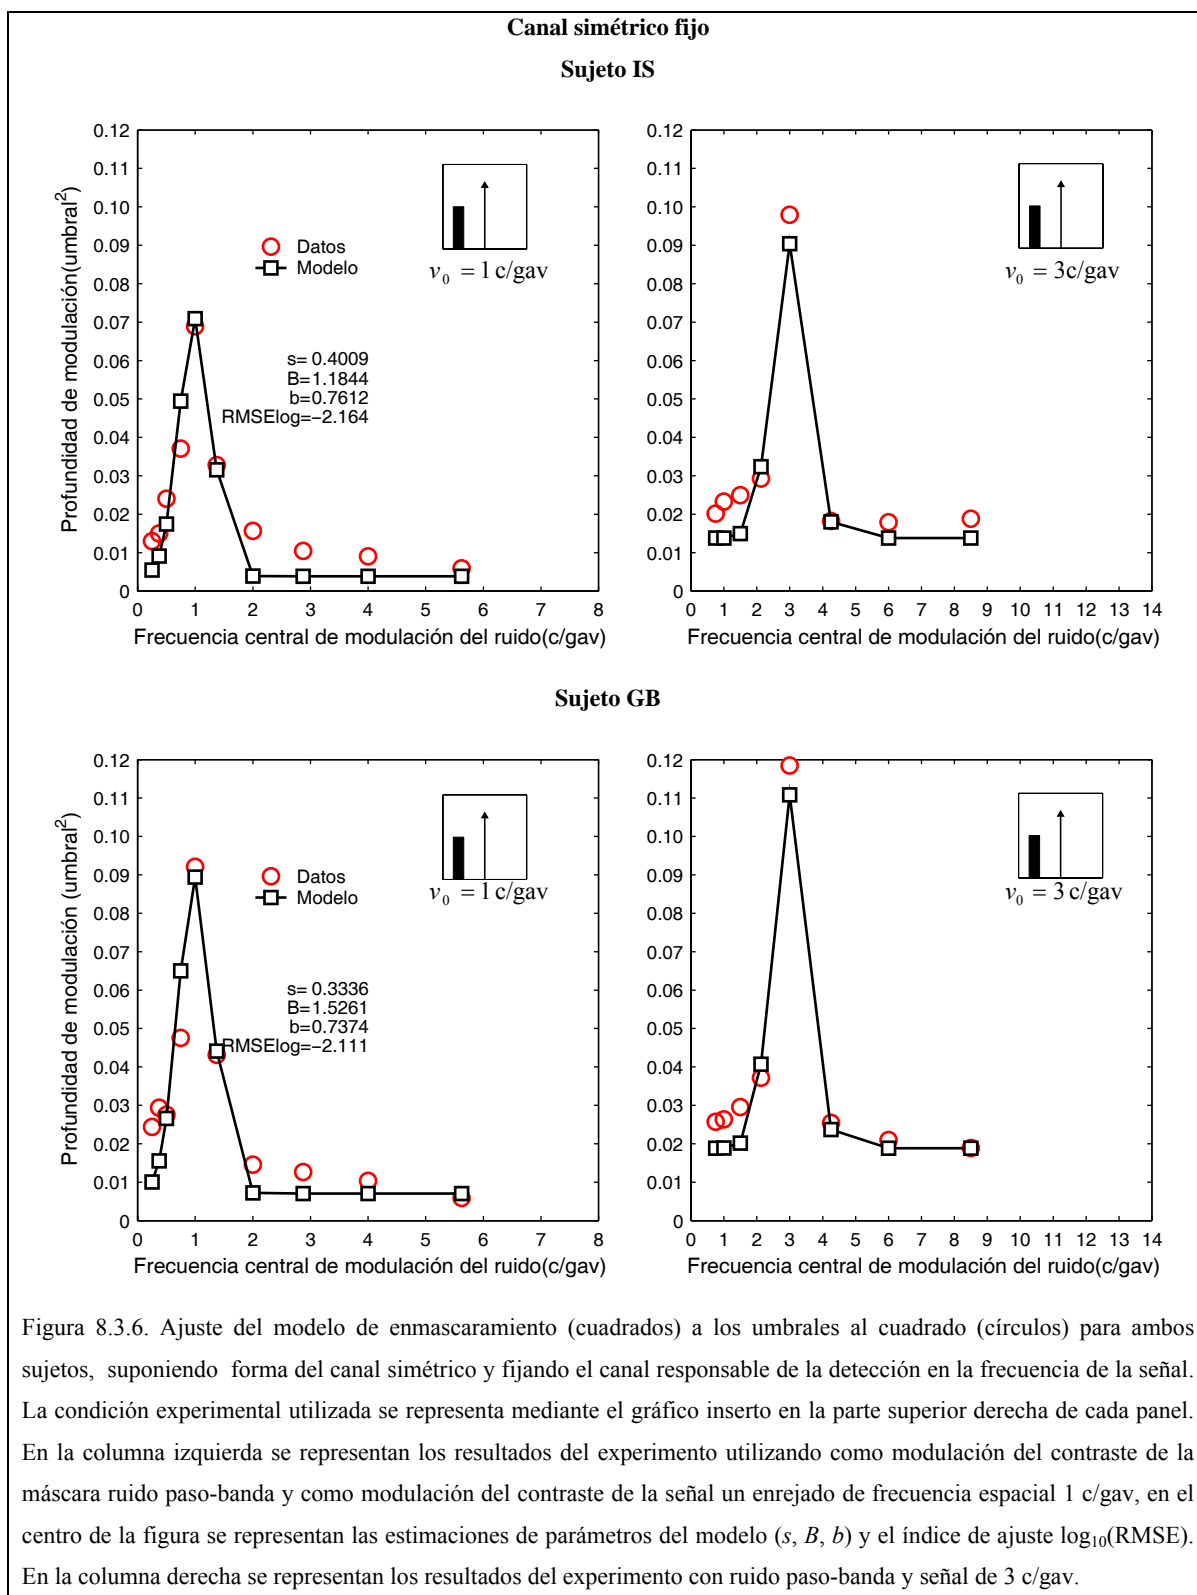 Canal simétrico fijo
Sujeto IS
0.12
0.11
0.10
0.09
0.08
0.07
0.06
0.05
0.04
0.03
0.02
0.01
0
Profundidad de modulación(umbral²)
Datos
Modelo
v₀ = 1 c/gav
s= 0.4009
B=1.1844
b=0.7612
RMSElog=−2.164
0 1 2 3 4 5 6 7 8
Frecuencia central de modulación del ruido(c/gav)
0.12
0.11
0.10
0.09
0.08
0.07
0.06
0.05
0.04
0.03
0.02
0.01
0
v₀ = 3c/gav
0 1 2 3 4 5 6 7 8 9 10 11 12 13 14
Frecuencia central de modulación del ruido(c/gav)
Sujeto GB
0.12
0.11
0.10
0.09
0.08
0.07
0.06
0.05
0.04
0.03
0.02
0.01
0
Profundidad de modulación (umbral²)
Datos
Modelo
v₀ = 1 c/gav
s= 0.3336
B=1.5261
b=0.7374
RMSElog=−2.111
0 1 2 3 4 5 6 7 8
Frecuencia central de modulación del ruido(c/gav)
0.12
0.11
0.10
0.09
0.08
0.07
0.06
0.05
0.04
0.03
0.02
0.01
0
v₀ = 3 c/gav
0 1 2 3 4 5 6 7 8 9 10 11 12 13 14
Frecuencia central de modulación del ruido(c/gav)
Figura 8.3.6. Ajuste del modelo de enmascaramiento (cuadrados) a los umbrales al cuadrado (círculos) para ambos
sujetos, suponiendo forma del canal simétrico y fijando el canal responsable de la detección en la frecuencia de la señal.
La condición experimental utilizada se representa mediante el gráfico inserto en la parte superior derecha de cada panel.
En la columna izquierda se representan los resultados del experimento utilizando como modulación del contraste de la
máscara ruido paso-banda y como modulación del contraste de la señal un enrejado de frecuencia espacial 1 c/gav, en el
centro de la figura se representan las estimaciones de parámetros del modelo (s, B, b) y el índice de ajuste log₁₀(RMSE).
En la columna derecha se representan los resultados del experimento con ruido paso-banda y señal de 3 c/gav.